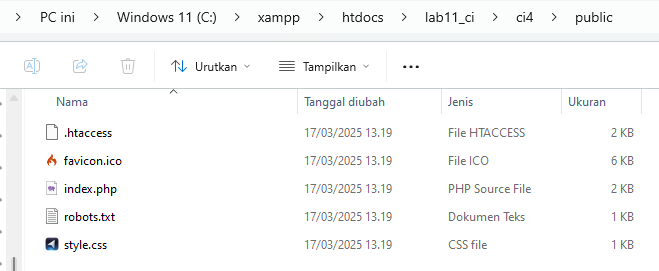 PC ini > Windows 11 (C:) > xampp > htdocs > lab11_ci > ci4 > public
Urutkan Tampilkan ...
Nama Tanggal diubah Jenis Ukuran
.htaccess 17/03/2025 13.19 File HTACCESS 2 KB
favicon.ico 17/03/2025 13.19 File ICO 6 KB
index.php 17/03/2025 13.19 PHP Source File 2 KB
robots.txt 17/03/2025 13.19 Dokumen Teks 1 KB
style.css 17/03/2025 13.19 CSS file 1 KB